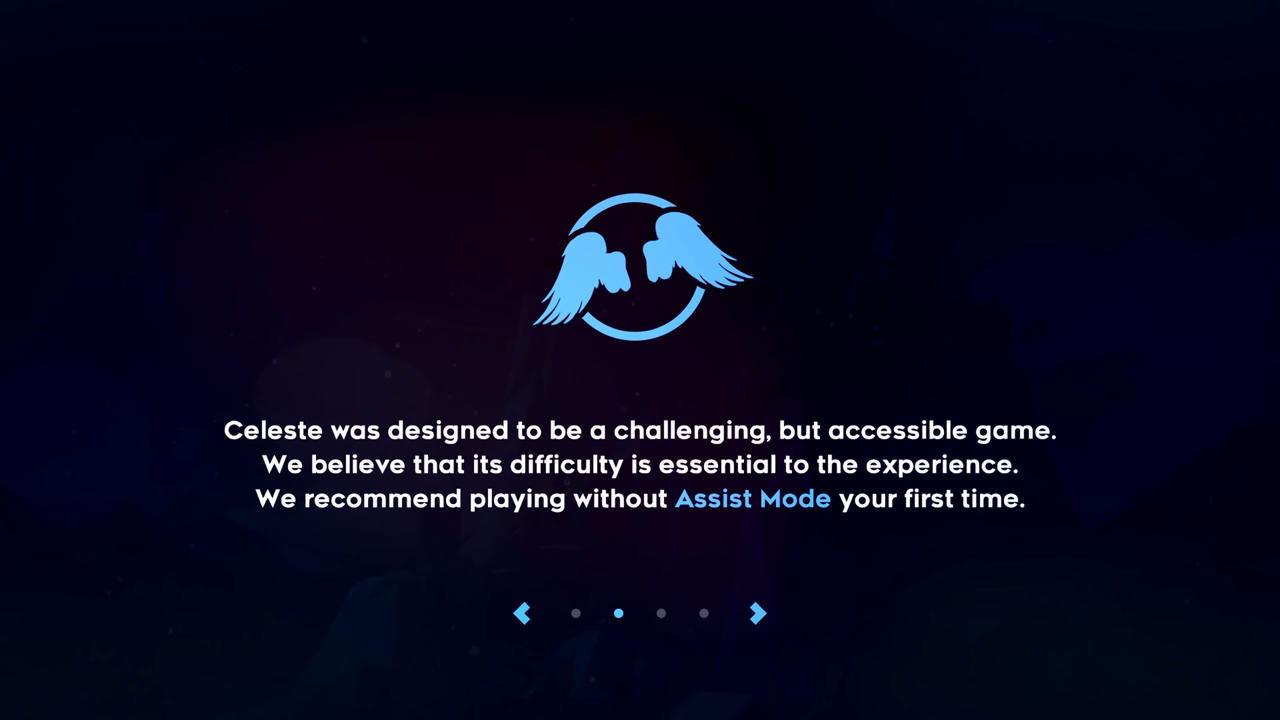 Celeste was designed to be a challenging, but accessible game.
We believe that its difficulty is essential to the experience.
We recommend playing without Assist Mode your first time.